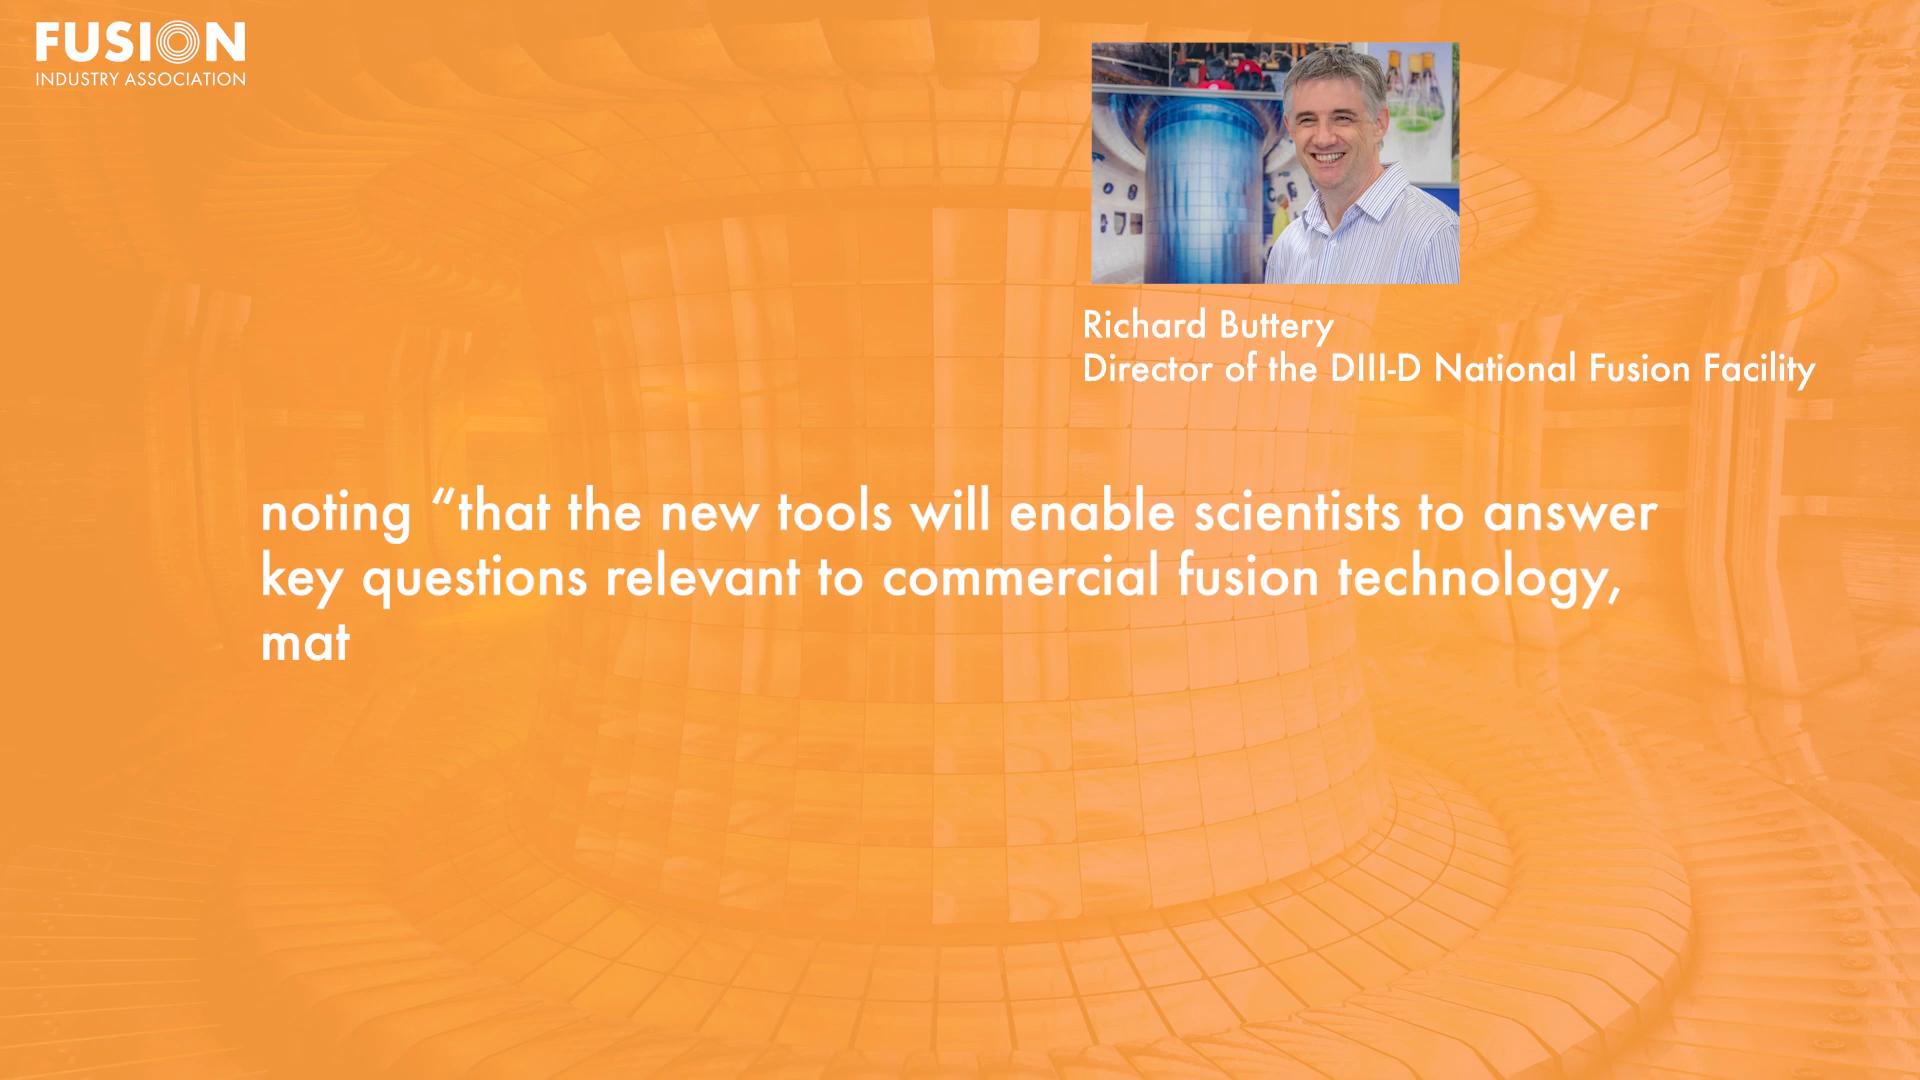 FUSION
INDUSTRY ASSOCIATION
Richard Buttery
Director of the DIII-D National Fusion Facility
noting “that the new tools will enable scientists to answer
key questions relevant to commercial fusion technology,
mat